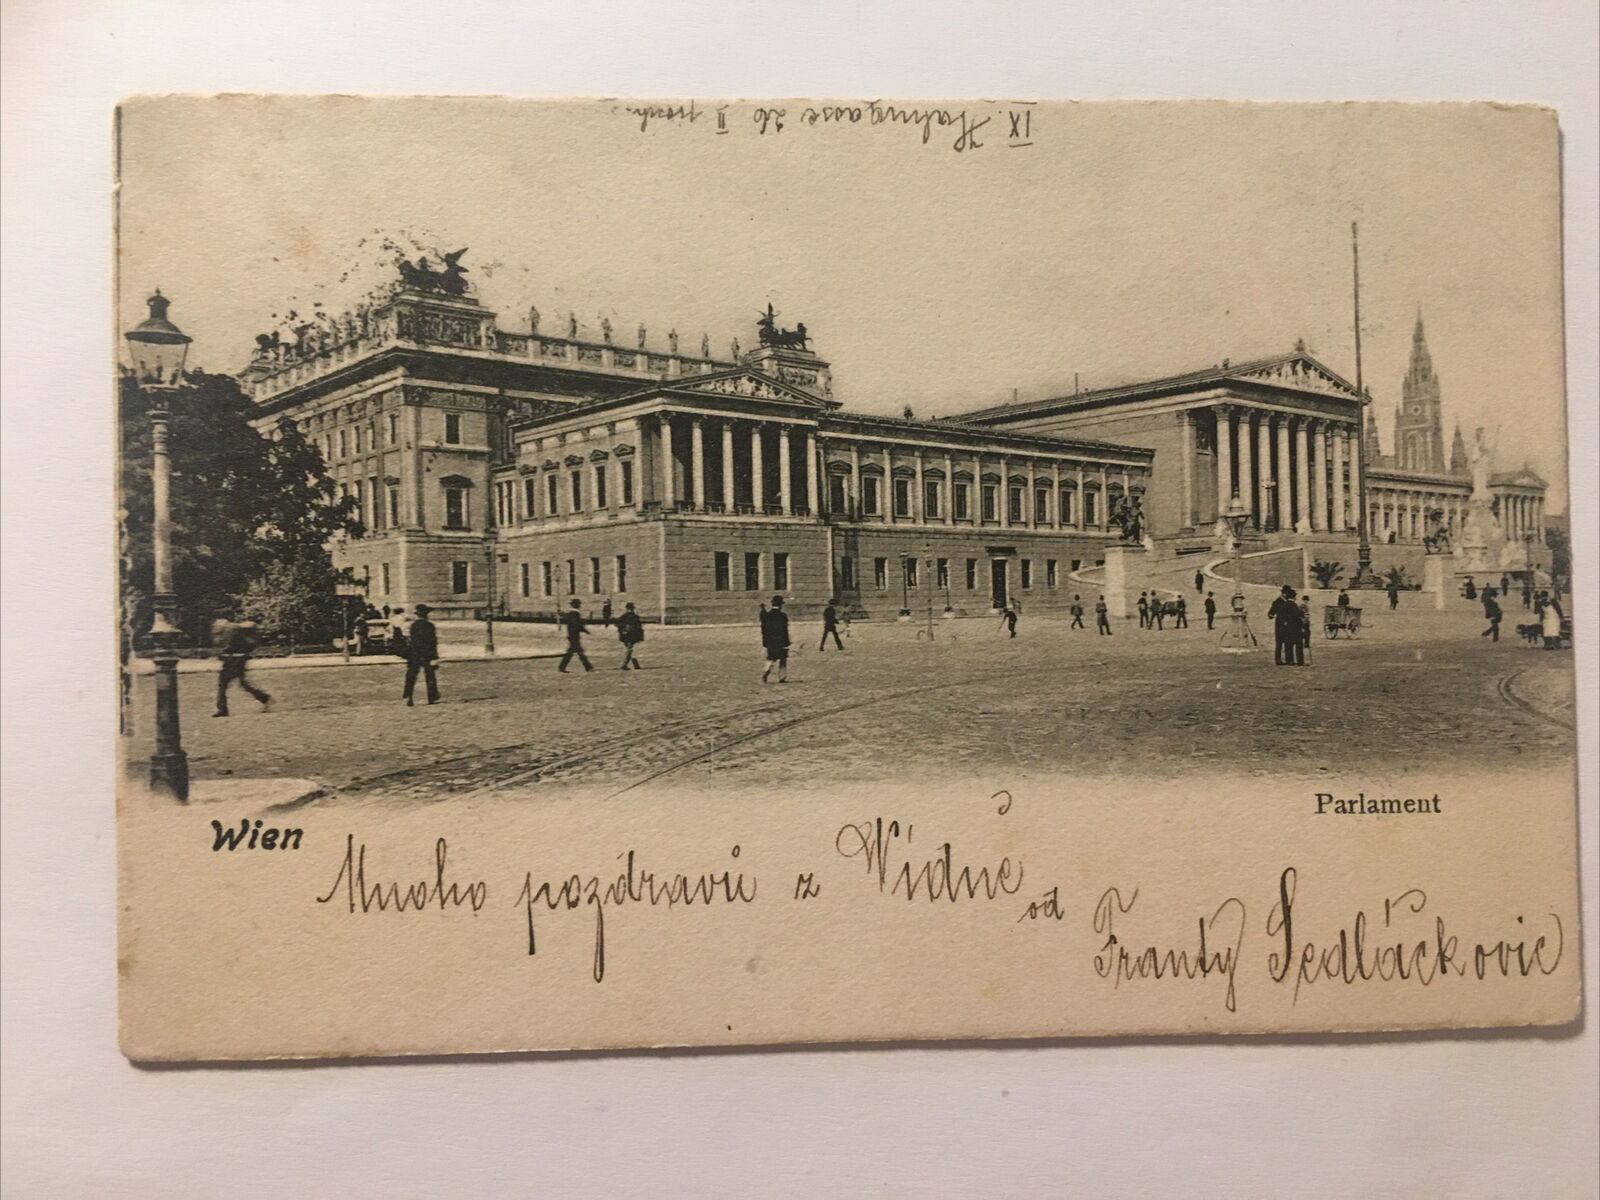 IX. Hahngasse 26 II
Wien
Parlament
Mnoho pozdravů z Vídně
od
Franty Sedláčkovic